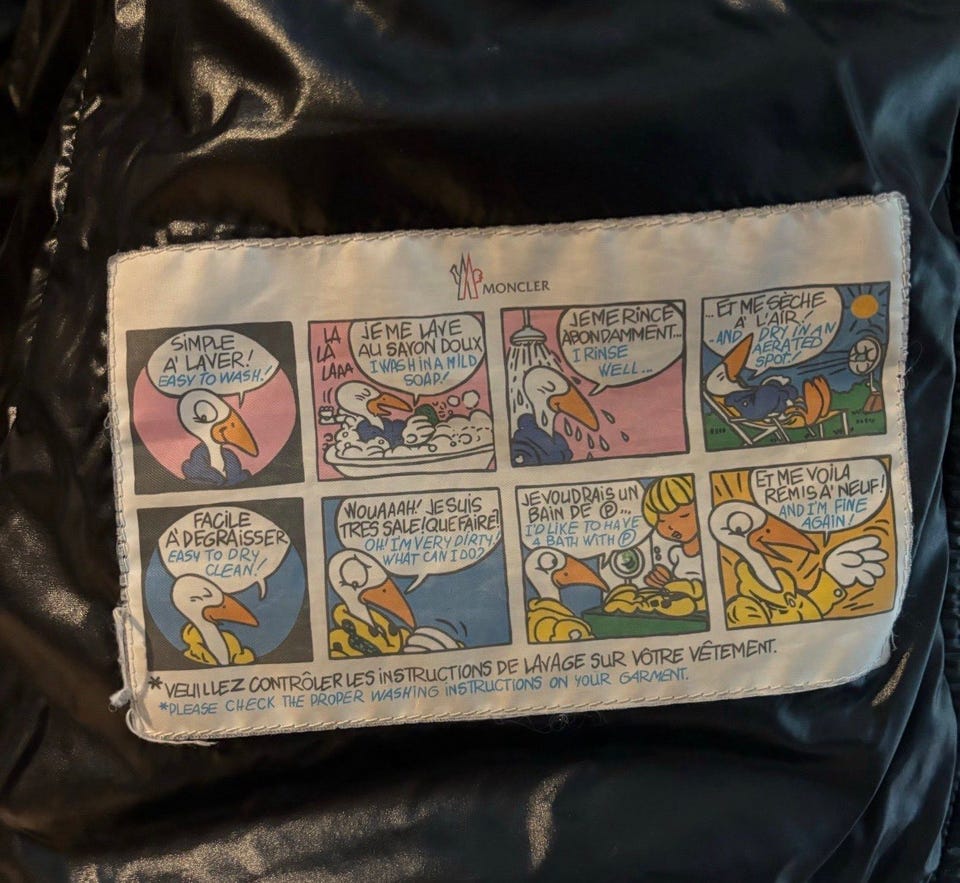 MONCLER
SIMPLE
A' LAVER!
EASY TO WASH!
LA
LA
LAAA
JE ME LAVE
AU SAVON DOUX
I WASH IN A MILD
SOAP!
JE ME RINCE
ABONDAMMENT...
I RINSE
WELL...
...ET ME SÈCHE
A' L'AIR!
...AND DRY IN AN
AERATED
SPOT!
FACILE
A' DEGRAISSER
EASY TO DRY
CLEAN!
WOUAAAH! JE SUIS
TRES SALE! QUE FAIRE?
OH! I'M VERY DIRTY!
WHAT CAN I DO?
JE VOUDRAIS UN
BAIN DE Ⓟ...
I'D LIKE TO HAVE
A BATH WITH Ⓟ
ET ME VOILA
REMIS A' NEUF!
AND I'M FINE
AGAIN!
*VEUILLEZ CONTRÔLER LES INSTRUCTIONS DE LAVAGE SUR VÔTRE VÊTEMENT.
*PLEASE CHECK THE PROPER WASHING INSTRUCTIONS ON YOUR GARMENT.